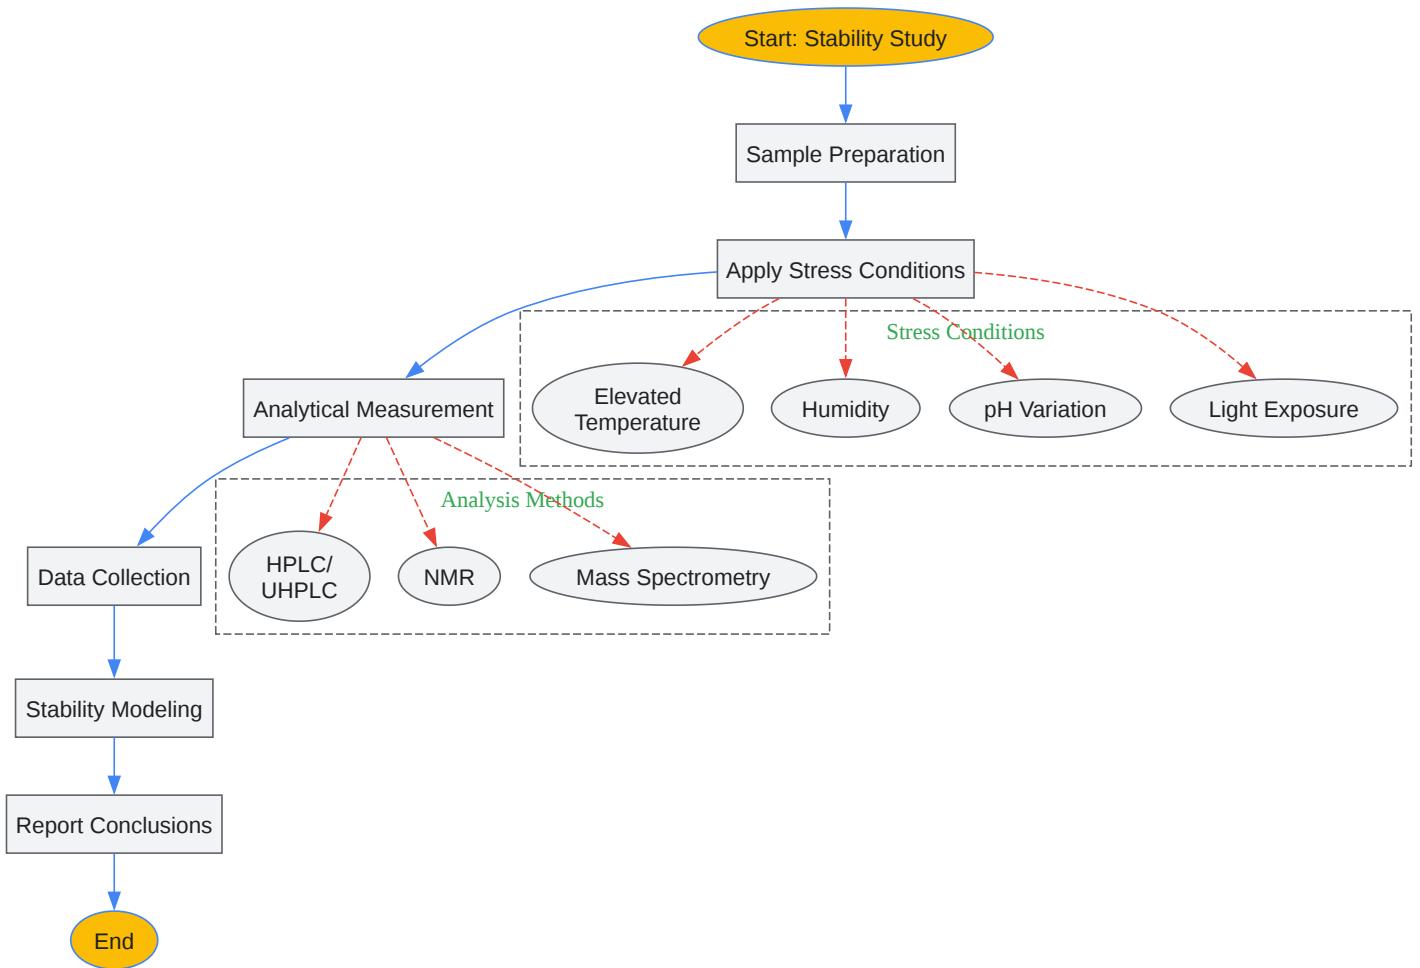 Start: Stability Study
Sample Preparation
Apply Stress Conditions
Stress Conditions
Elevated
Temperature
Humidity
pH Variation
Light Exposure
Analytical Measurement
Analysis Methods
HPLC/
UHPLC
NMR
Mass Spectrometry
Data Collection
Stability Modeling
Report Conclusions
End